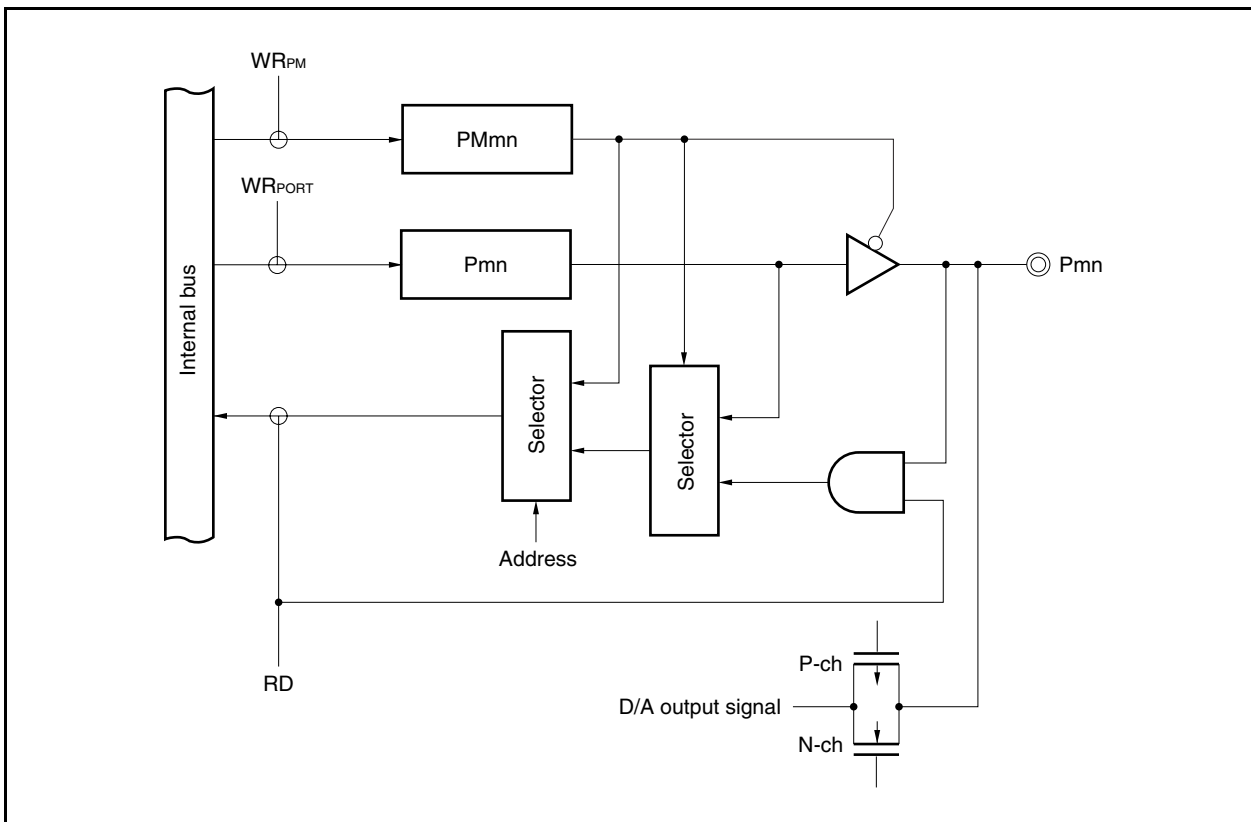 WRPM
PMmn
WRPORT
Pmn
Pmn
Internal bus
Selector
Selector
Address
RD
P-ch
D/A output signal
N-ch